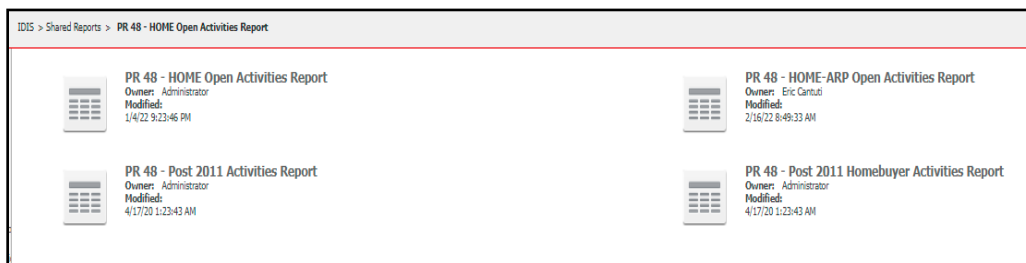 IDIS > Shared Reports > PR 48 - HOME Open Activities Report
PR 48 - HOME Open Activities Report
Owner: Administrator
Modified:
1/4/22 9:23:46 PM
PR 48 - HOME-ARP Open Activities Report
Owner: Eric Cantuti
Modified:
2/16/22 8:49:33 AM
PR 48 - Post 2011 Activities Report
Owner: Administrator
Modified:
4/17/20 1:23:43 AM
PR 48 - Post 2011 Homebuyer Activities Report
Owner: Administrator
Modified:
4/17/20 1:23:43 AM